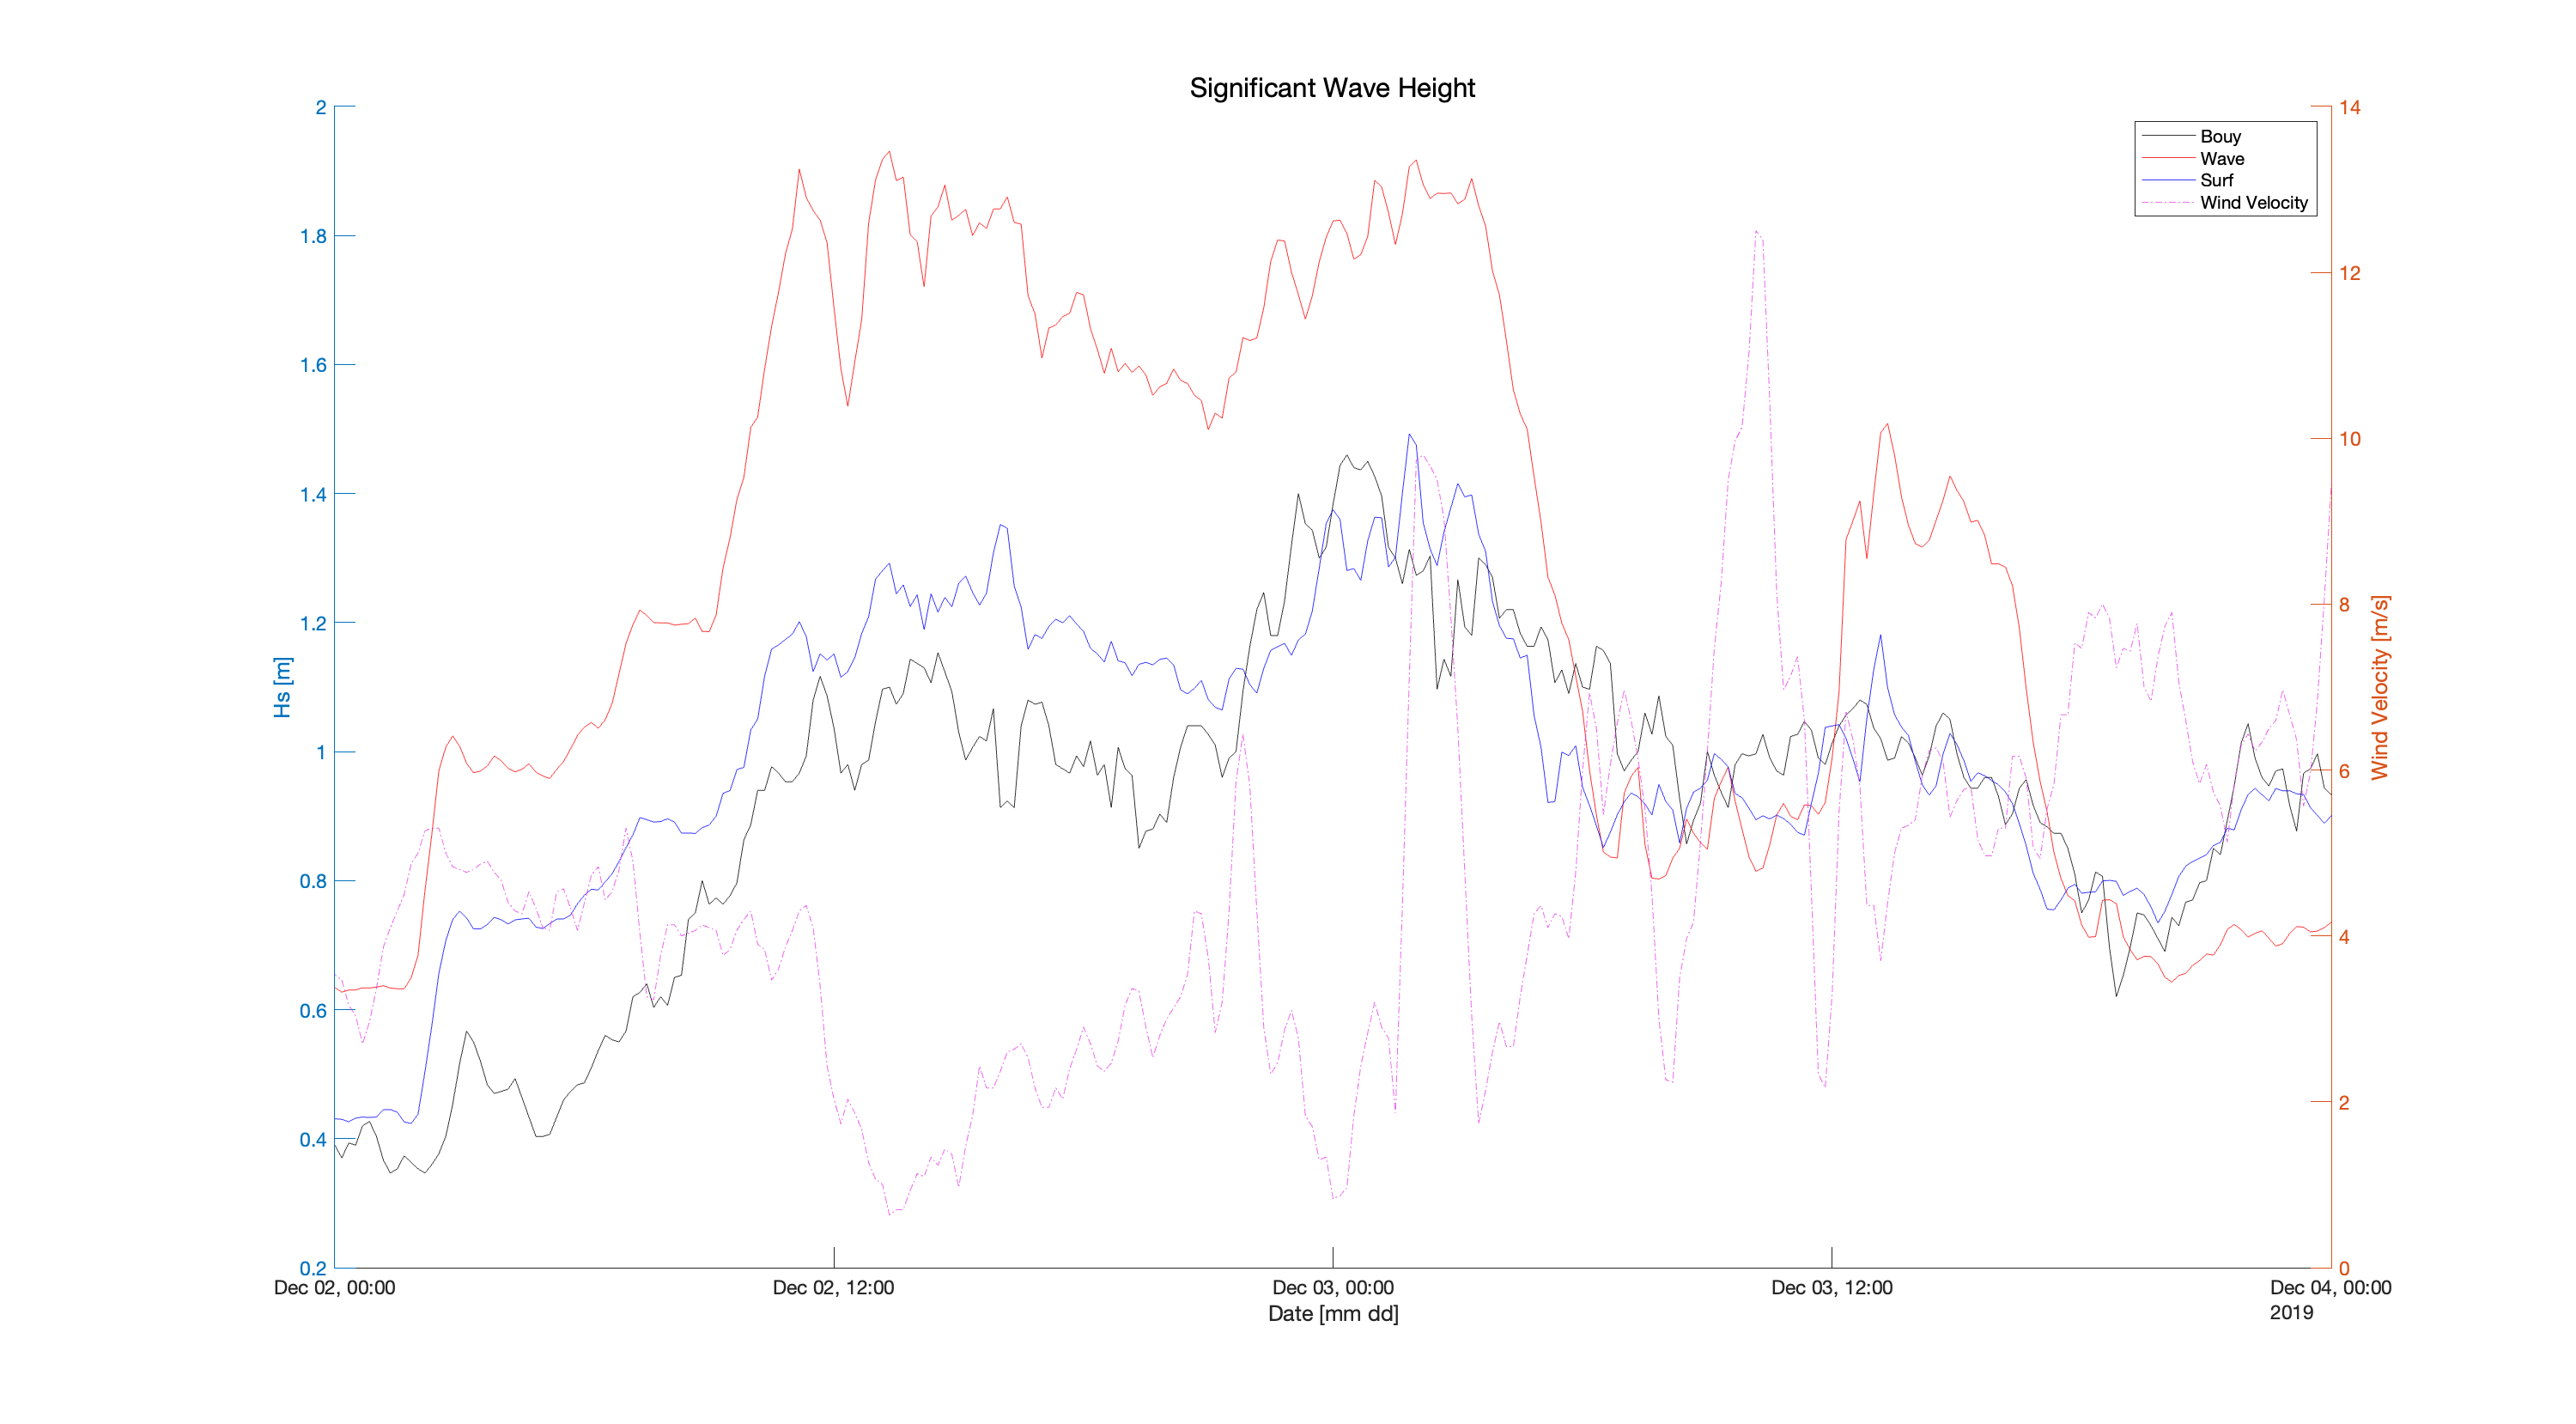 Significant Wave Height
2
1.8
1.6
1.4
1.2
1
0.8
0.6
0.4
0.2
Hs [m]
14
12
10
8
6
4
2
0
Wind Velocity [m/s]
Bouy
Wave
Surf
Wind Velocity
Dec 02, 00:00
Dec 02, 12:00
Dec 03, 00:00
Dec 03, 12:00
Dec 04, 00:00
Date [mm dd]
2019